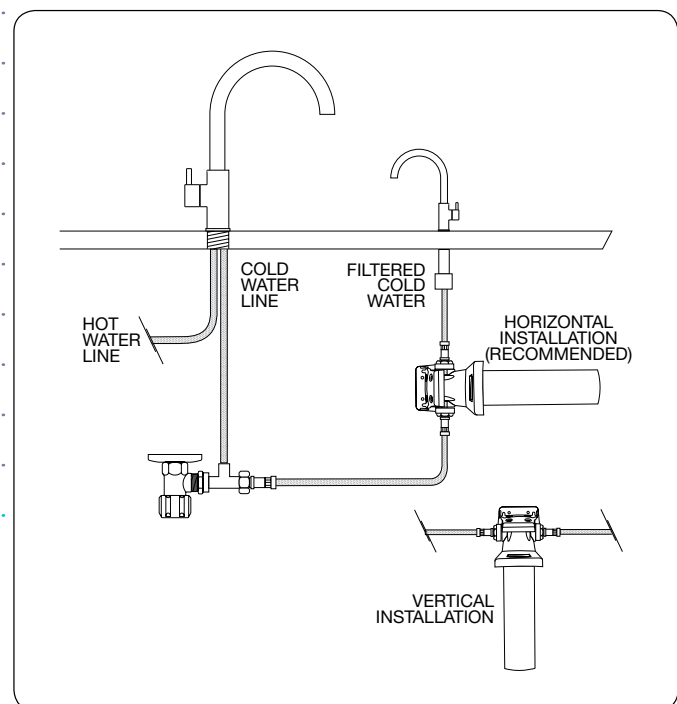 COLD
WATER
LINE
FILTERED
COLD
WATER
HOT
WATER
LINE
HORIZONTAL
INSTALLATION
(RECOMMENDED)
VERTICAL
INSTALLATION